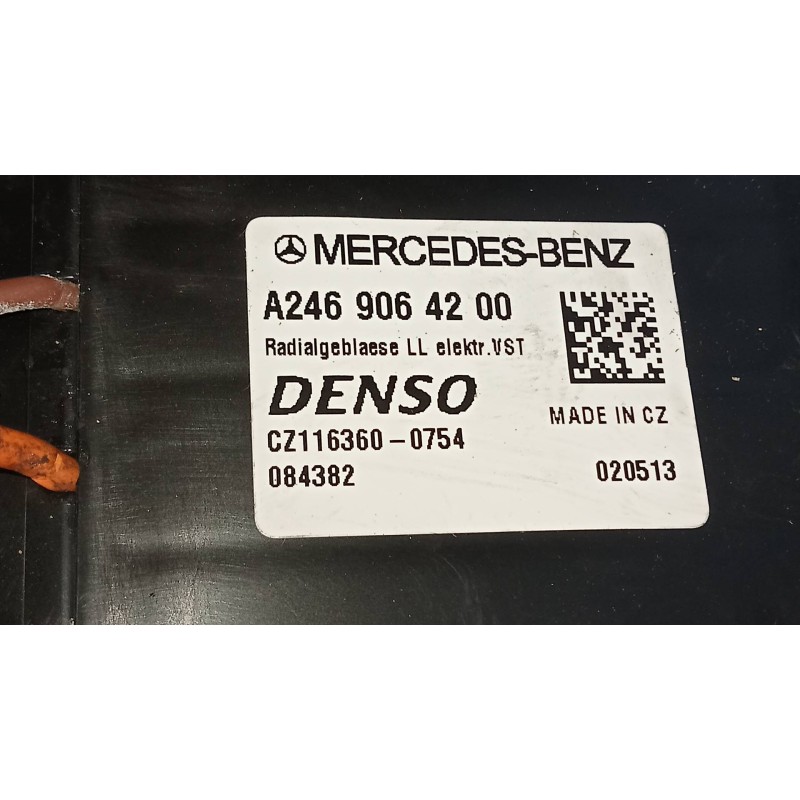 MERCEDES-BENZ
A246 906 42 00
Radialgeblaese LL elektr.VST
DENSO
MADE IN CZ
CZ116360-0754
084382
020513